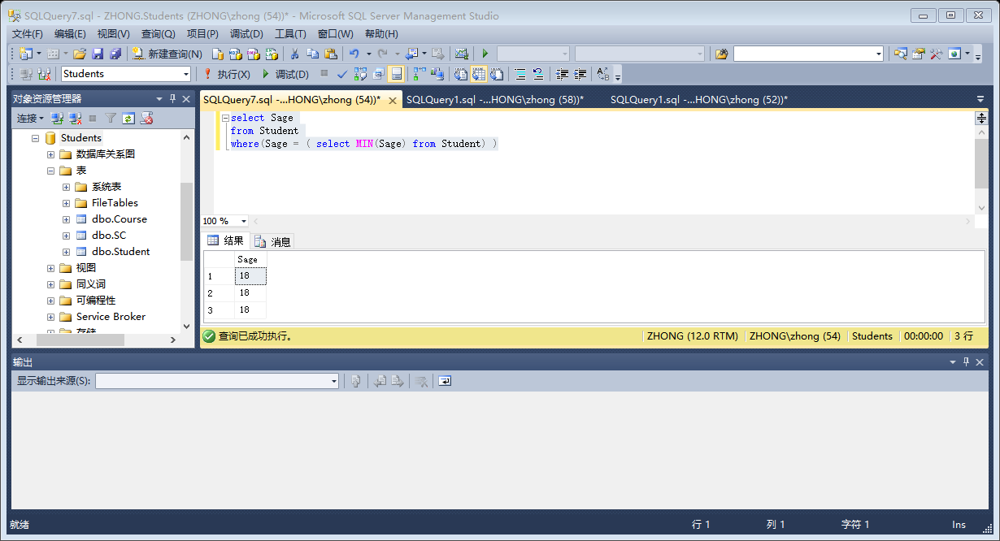 SQLQuery7.sql - ZHONG.Students (ZHONG\zhong (54))* - Microsoft SQL Server Management Studio
文件(F) 编辑(E) 视图(V) 查询(Q) 项目(P) 调试(D) 工具(T) 窗口(W) 帮助(H)
新建查询(N)
Students 执行(X) 调试(D)
对象资源管理器
连接
Students
数据库关系图
表
系统表
FileTables
dbo.Course
dbo.SC
dbo.Student
视图
同义词
可编程性
Service Broker
存储
SQLQuery7.sql -...HONG\zhong (54))* SQLQuery1.sql -...HONG\zhong (58))* SQLQuery1.sql -...HONG\zhong (52))*
select Sage
from Student
where(Sage = ( select MIN(Sage) from Student) )
100 %
结果 消息
Sage
1 18
2 18
3 18
查询已成功执行。 ZHONG (12.0 RTM) ZHONG\zhong (54) Students 00:00:00 3 行
输出
显示输出来源(S):
就绪 行 1 列 1 字符 1 Ins